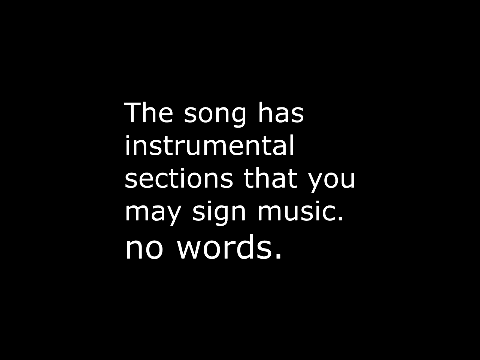 The song has
instrumental
sections that you
may sign music.
no words.